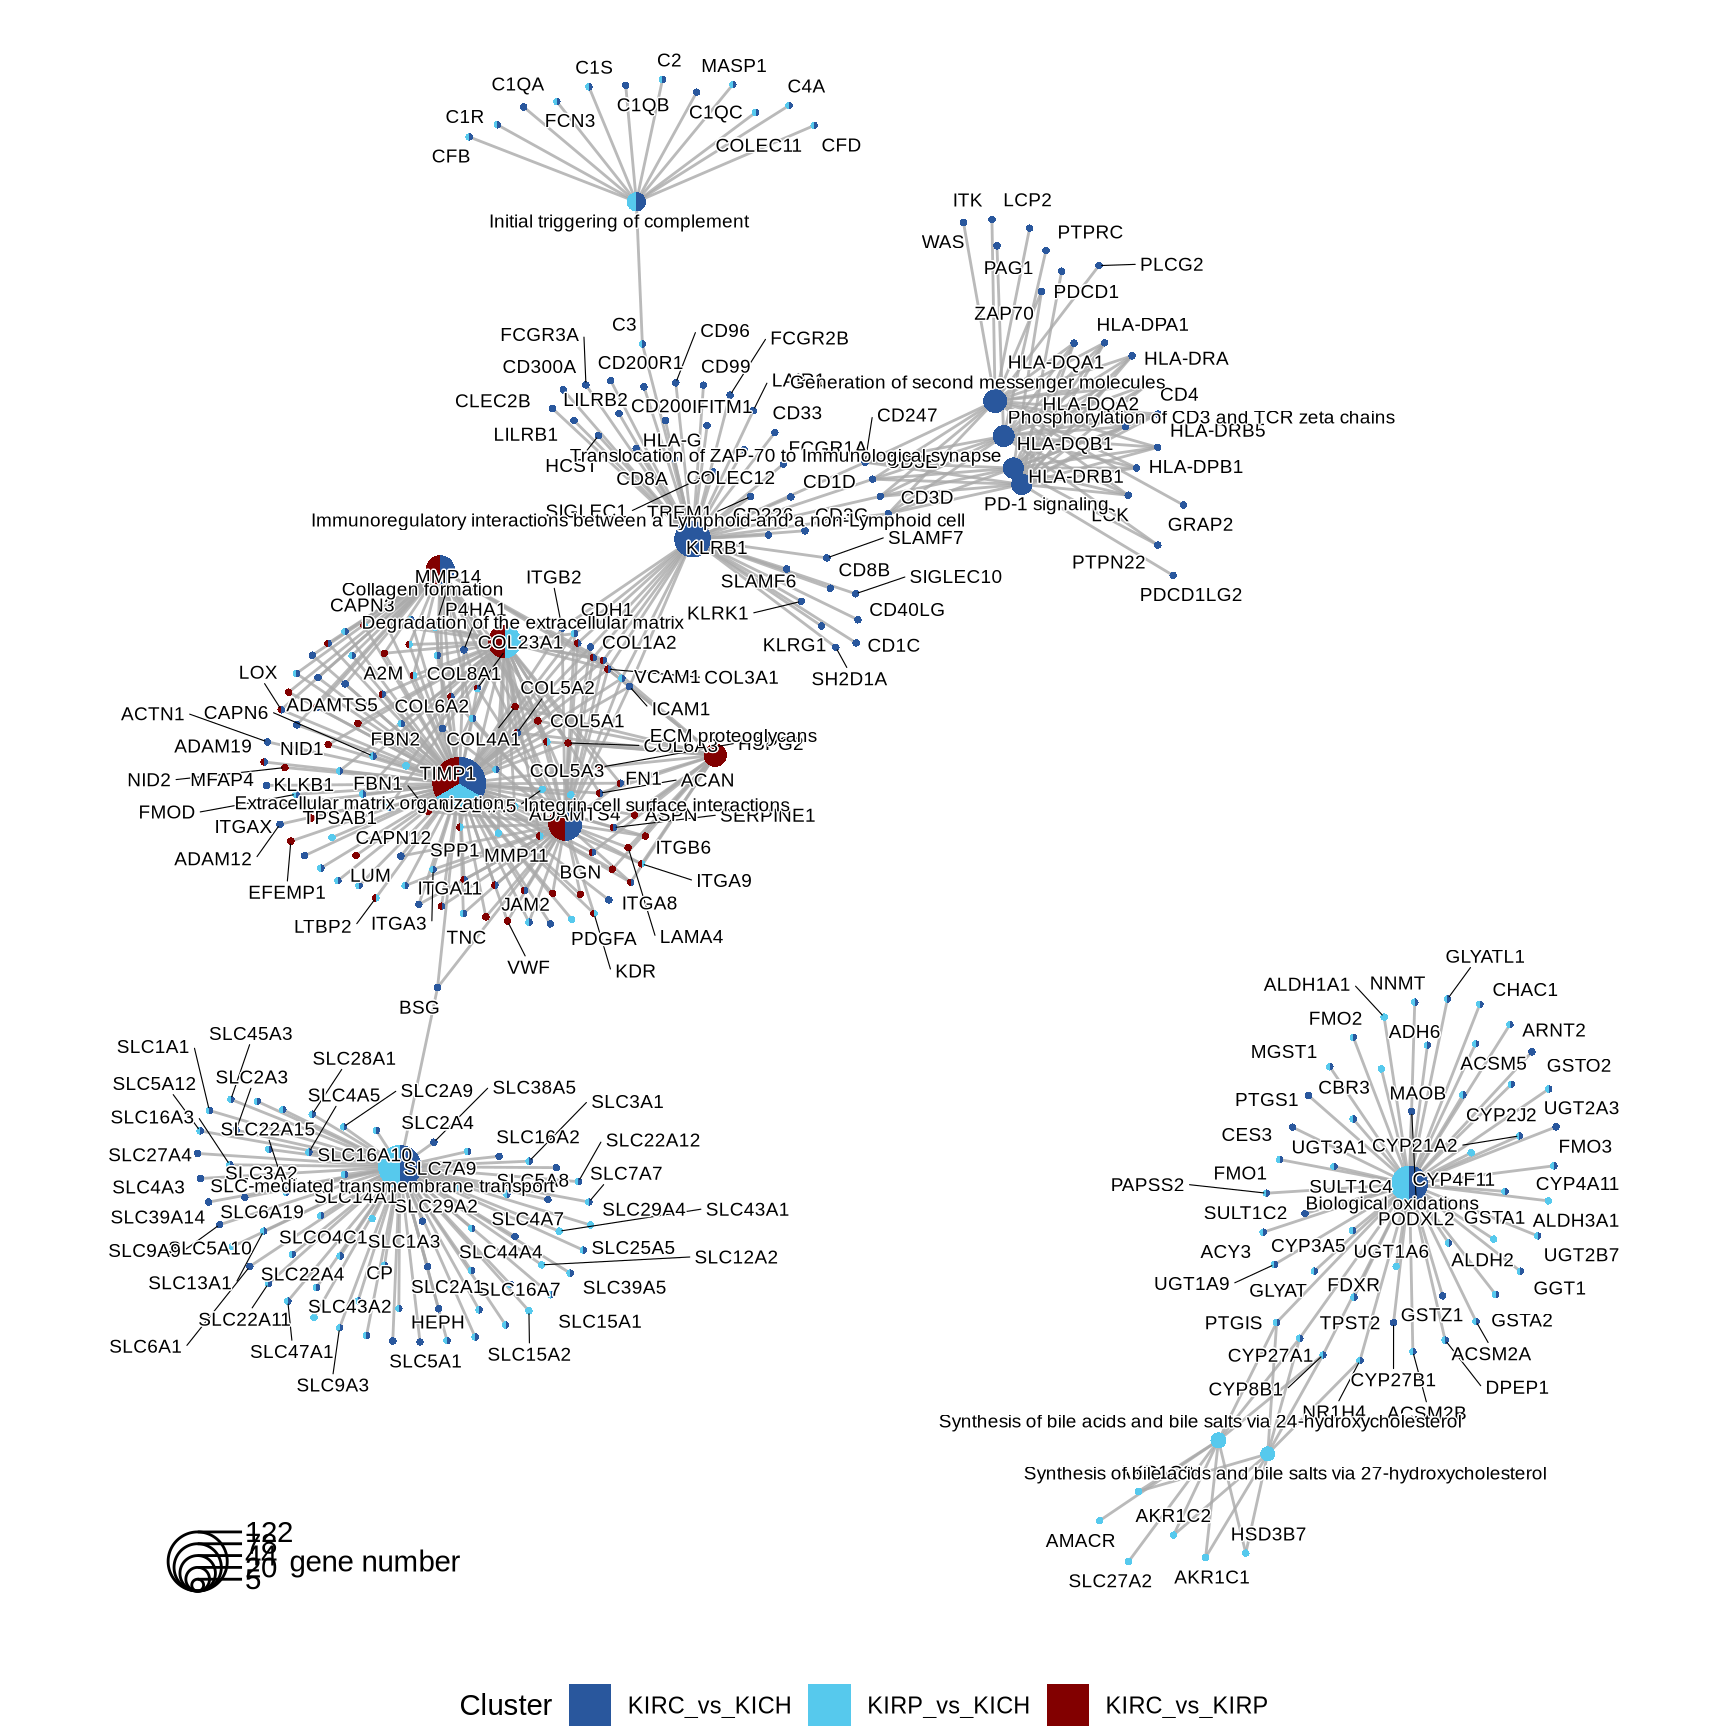 C2
C1S
MASP1
C1QA
C4A
C1QB
C1QC
C1R
FCN3
COLEC11
CFD
CFB
Initial triggering of complement
ITK
LCP2
WAS
PTPRC
PAG1
PLCG2
PDCD1
ZAP70
C3
CD96
HLA-DPA1
FCGR3A
FCGR2B
CD300A
CD200R1
CD99
HLA-DQA1
HLA-DRA
Generation of second messenger molecules
CD4
CLEC2B
LILRB2
CD200
IFITM1
CD33
CD247
HLA-DQA2
Phosphorylation of CD3 and TCR zeta chains
HLA-DRB5
LILRB1
HLA-G
FCGR1A
HLA-DQB1
Translocation of ZAP-70 to Immunological synapse
HCST
HLA-DPB1
CD8A
COLEC12
CD1D
HLA-DRB1
CD3D
PD-1 signaling
SIGLEC1
TREM1
CD226
CD3G
LCK
GRAP2
Immunoregulatory interactions between a Lymphoid and a non-Lymphoid cell
KLRB1
SLAMF7
PTPN22
CD8B
SIGLEC10
SLAMF6
PDCD1LG2
MMP14
ITGB2
Collagen formation
CAPN3
P4HA1
CDH1
KLRK1
CD40LG
Degradation of the extracellular matrix
COL23A1
COL1A2
KLRG1
CD1C
SH2D1A
LOX
A2M
COL8A1
VCAM1
COL3A1
COL5A2
ADAMTS5
COL6A2
ICAM1
ACTN1
CAPN6
COL5A1
ADAM19
NID1
FBN2
COL4A1
ECM proteoglycans
COL6A3
HSPG2
NID2
MFAP4
KLKB1
FBN1
TIMP1
COL5A3
FN1
ACAN
FMOD
Extracellular matrix organization
Integrin cell surface interactions
ITGAX
TPSAB1
ADAMTS4
ASPN
SERPINE1
ADAM12
CAPN12
SPP1
MMP11
ITGB6
EFEMP1
LUM
ITGA11
BGN
ITGA9
LTBP2
ITGA3
JAM2
ITGA8
TNC
PDGFA
LAMA4
VWF
KDR
BSG
GLYATL1
ALDH1A1
NNMT
CHAC1
FMO2
ADH6
ARNT2
MGST1
ACSM5
GSTO2
CBR3
MAOB
PTGS1
CYP2J2
UGT2A3
CES3
UGT3A1
CYP21A2
FMO3
FMO1
PAPSS2
SULT1C4
CYP4F11
CYP4A11
Biological oxidations
SULT1C2
PODXL2
GSTA1
ALDH3A1
ACY3
CYP3A5
UGT1A6
ALDH2
UGT2B7
UGT1A9
GLYAT
FDXR
GGT1
PTGIS
TPST2
GSTZ1
GSTA2
CYP27A1
ACSM2A
CYP8B1
CYP27B1
DPEP1
NR1H4
ACSM2B
Synthesis of bile acids and bile salts via 24-hydroxycholesterol
Synthesis of bile acids and bile salts via 27-hydroxycholesterol
AKR1C2
AMACR
HSD3B7
SLC27A2
AKR1C1
SLC45A3
SLC1A1
SLC28A1
SLC5A12
SLC2A3
SLC4A5
SLC2A9
SLC38A5
SLC3A1
SLC16A3
SLC22A15
SLC2A4
SLC16A2
SLC22A12
SLC27A4
SLC16A10
SLC3A2
SLC7A9
SLC5A8
SLC7A7
SLC4A3
SLC-mediated transmembrane transport
SLC14A1
SLC39A14
SLC6A19
SLC29A2
SLC4A7
SLC29A4
SLC43A1
SLC9A9
SLC5A10
SLCO4C1
SLC1A3
SLC44A4
SLC25A5
SLC12A2
SLC13A1
SLC22A4
CP
SLC2A1
SLC16A7
SLC39A5
SLC22A11
SLC43A2
HEPH
SLC15A1
SLC6A1
SLC47A1
SLC5A1
SLC15A2
SLC9A3
122
20
5
gene number
Cluster
KIRC_vs_KICH
KIRP_vs_KICH
KIRC_vs_KIRP